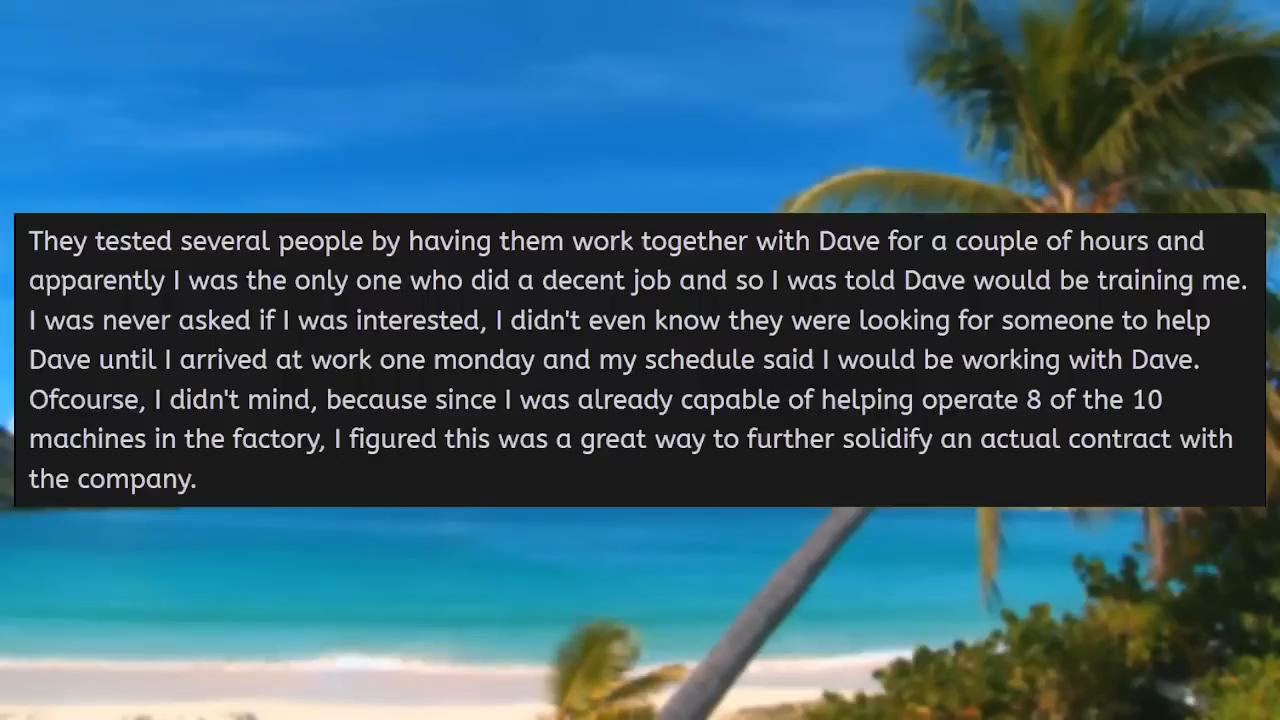 They tested several people by having them work together with Dave for a couple of hours and
apparently I was the only one who did a decent job and so I was told Dave would be training me.
I was never asked if I was interested, I didn't even know they were looking for someone to help
Dave until I arrived at work one monday and my schedule said I would be working with Dave.
Ofcourse, I didn't mind, because since I was already capable of helping operate 8 of the 10
machines in the factory, I figured this was a great way to further solidify an actual contract with
the company.